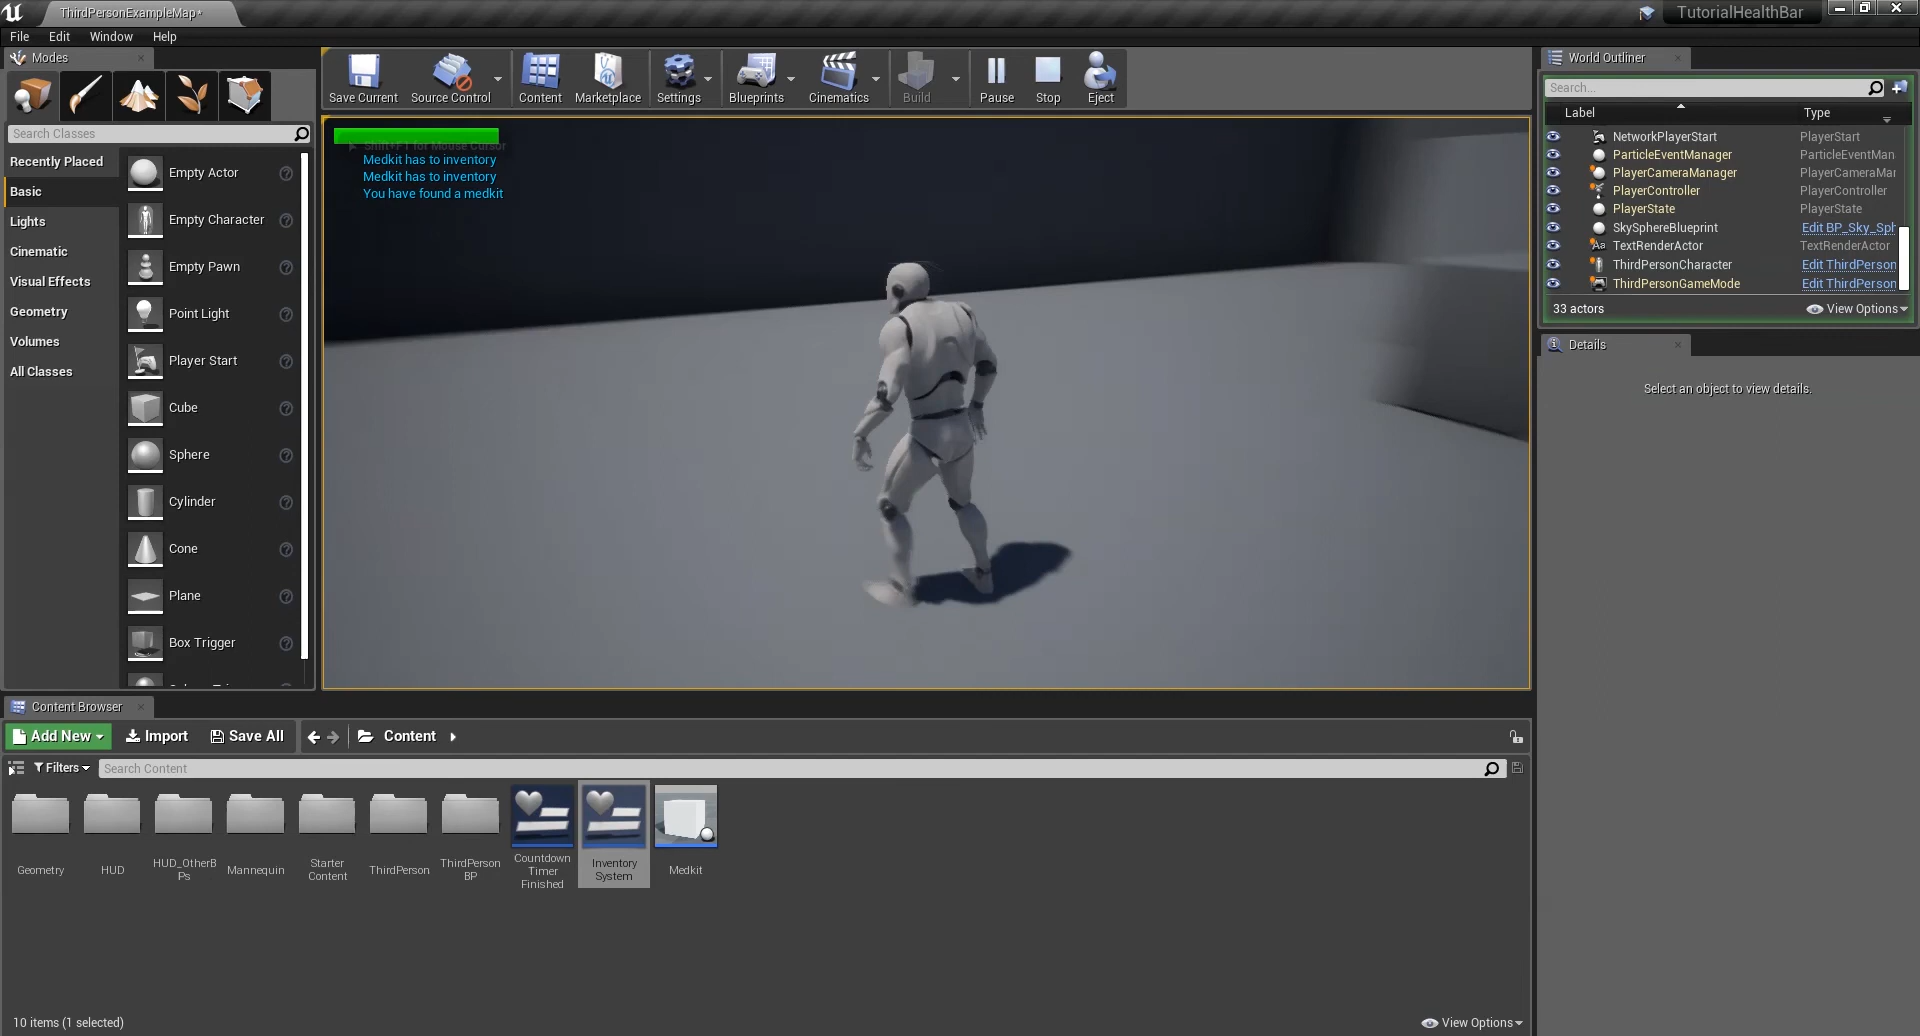 ThirdPersonExampleMap*
TutorialHealthBar
File Edit Window Help
Modes
Search Classes
Recently Placed
Basic
Lights
Cinematic
Visual Effects
Geometry
Volumes
All Classes
Empty Actor
Empty Character
Empty Pawn
Point Light
Player Start
Cube
Sphere
Cylinder
Cone
Plane
Box Trigger
Save Current
Source Control
Content
Marketplace
Settings
Blueprints
Cinematics
Build
Pause
Stop
Eject
Shift+F1 for Mouse Cursor
Medkit has to inventory
Medkit has to inventory
You have found a medkit
World Outliner
Search...
Label Type
NetworkPlayerStart PlayerStart
ParticleEventManager ParticleEventMan
PlayerCameraManager PlayerCameraMar
PlayerController PlayerController
PlayerState PlayerState
SkySphereBlueprint Edit BP_Sky_Sph
TextRenderActor TextRenderActor
ThirdPersonCharacter Edit ThirdPerson
ThirdPersonGameMode Edit ThirdPerson
33 actors View Options
Details
Select an object to view details.
Content Browser
Add New Import Save All Content
Filters Search Content
Geometry
HUD
HUD_OtherB
Ps
Mannequin
Starter
Content
ThirdPerson
ThirdPerson
BP
Countdown
Timer
Finished
Inventory
System
Medkit
10 items (1 selected)
View Options